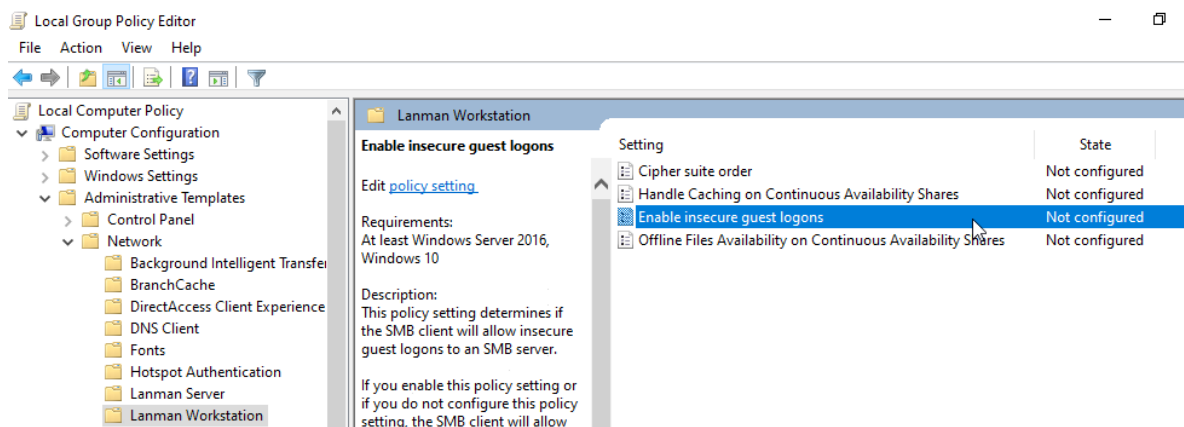 Local Group Policy Editor
File Action View Help
Local Computer Policy
Computer Configuration
Software Settings
Windows Settings
Administrative Templates
Control Panel
Network
Background Intelligent Transfer
BranchCache
DirectAccess Client Experience
DNS Client
Fonts
Hotspot Authentication
Lanman Server
Lanman Workstation
Lanman Workstation
Enable insecure guest logons
Edit policy setting
Requirements:
At least Windows Server 2016,
Windows 10
Description:
This policy setting determines if
the SMB client will allow insecure
guest logons to an SMB server.
If you enable this policy setting or
if you do not configure this policy
setting, the SMB client will allow
Setting State
Cipher suite order Not configured
Handle Caching on Continuous Availability Shares Not configured
Enable insecure guest logons Not configured
Offline Files Availability on Continuous Availability Shares Not configured